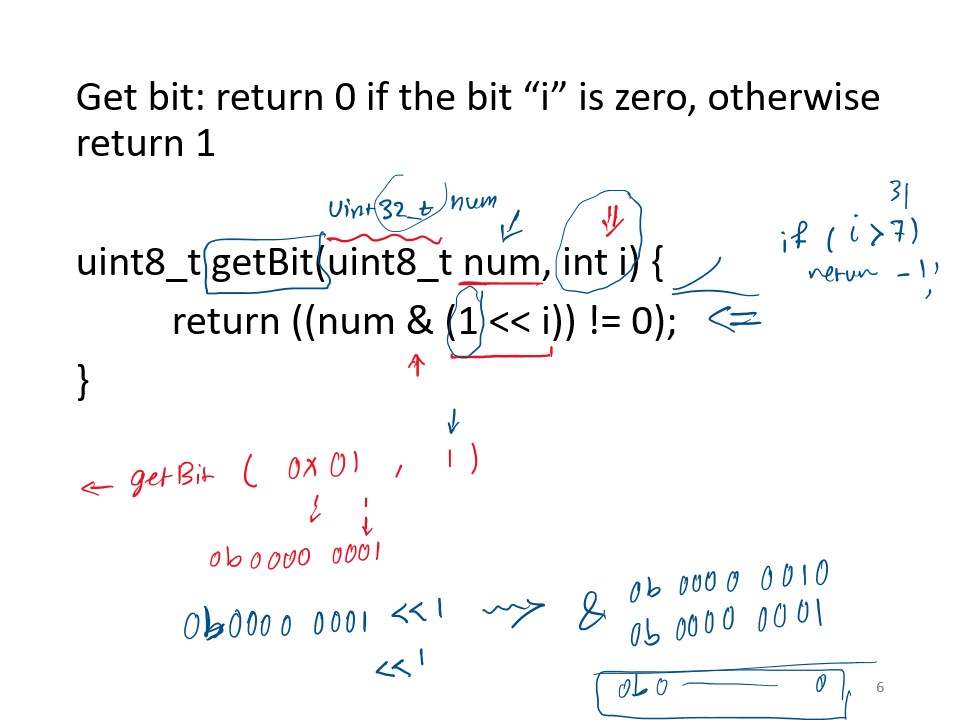 Get bit: return 0 if the bit “i” is zero, otherwise
return 1
uint32_t num
31
uint8_t getBit(uint8_t num, int i) {
if ( i > 7)
rerun -1;
return ((num & (1 << i)) != 0);
<=
}
← getBit ( 0x01 , 1 )
0b0000 0001
0b0000 0001 <<1
<<1
& 0b 0000 0010
0b 0000 0001
0b0 0
6